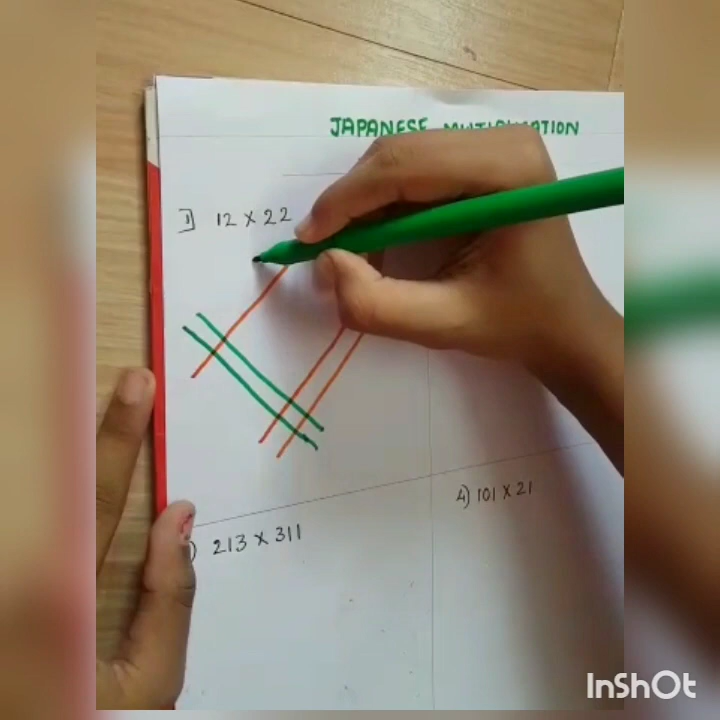 JAPANESE
1] 12 x 22
) 213 x 311
4) 101 x 21
InShOt